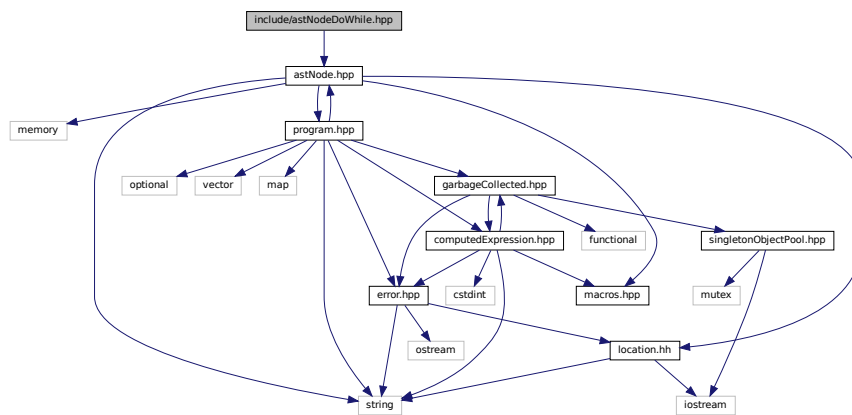 include/astNodeDoWhile.hpp
astNode.hpp
memory
program.hpp
optional
vector
map
garbageCollected.hpp
computedExpression.hpp
functional
singletonObjectPool.hpp
error.hpp
cstdint
macros.hpp
mutex
ostream
location.hh
string
iostream